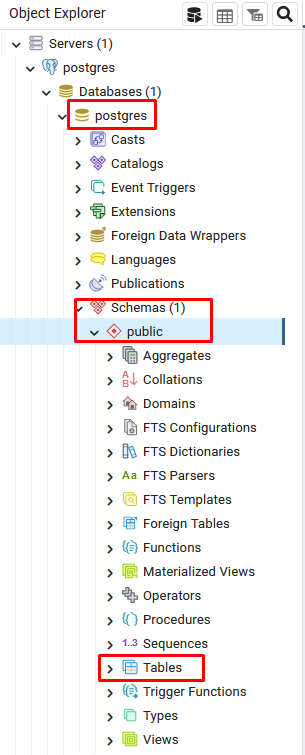 Object Explorer
Servers (1)
postgres
Databases (1)
postgres
Casts
Catalogs
Event Triggers
Extensions
Foreign Data Wrappers
Languages
Publications
Schemas (1)
public
Aggregates
Collations
Domains
FTS Configurations
FTS Dictionaries
Aa FTS Parsers
FTS Templates
Foreign Tables
Functions
Materialized Views
Operators
Procedures
1..3 Sequences
Tables
Trigger Functions
Types
Views